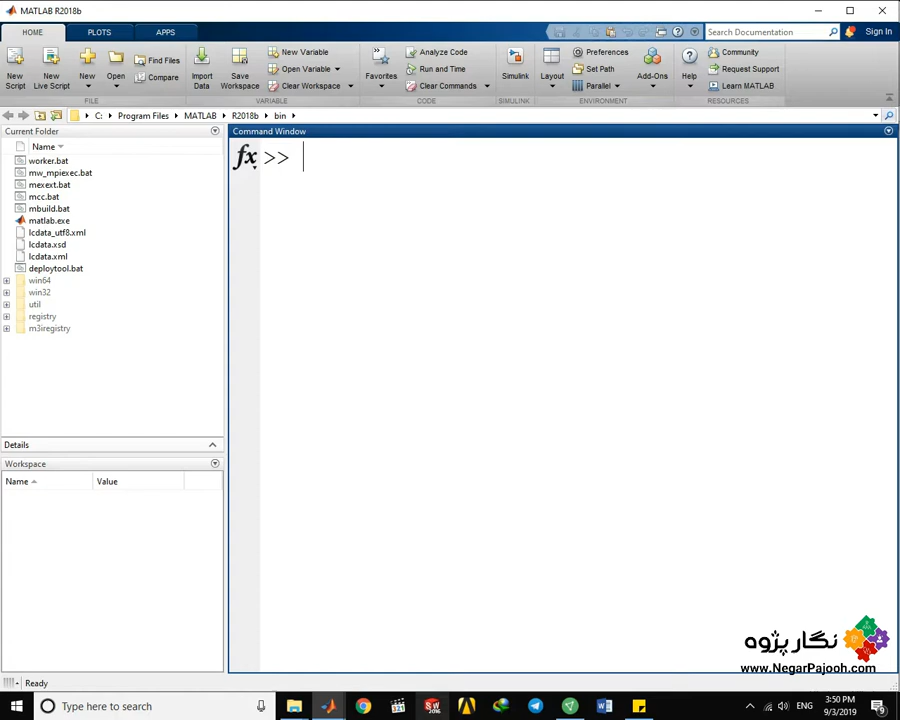 MATLAB R2018b
HOME PLOTS APPS Search Documentation Sign In
New Script New Live Script New Open Find Files Compare Import Data Save Workspace New Variable Open Variable Clear Workspace Favorites Analyze Code Run and Time Clear Commands Simulink Layout Preferences Set Path Parallel Add-Ons Help Community Request Support Learn MATLAB
FILE VARIABLE CODE SIMULINK ENVIRONMENT RESOURCES
C: Program Files MATLAB R2018b bin
Current Folder
Name
worker.bat
mw_mpiexec.bat
mexext.bat
mcc.bat
mbuild.bat
matlab.exe
lcdata_utf8.xml
lcdata.xsd
lcdata.xml
deploytool.bat
win64
win32
util
registry
m3iregistry
Details
Workspace
Name Value
Command Window
fx >>
نگار پژوه
www.NegarPajooh.com
Ready
Type here to search
3:50 PM
9/3/2019